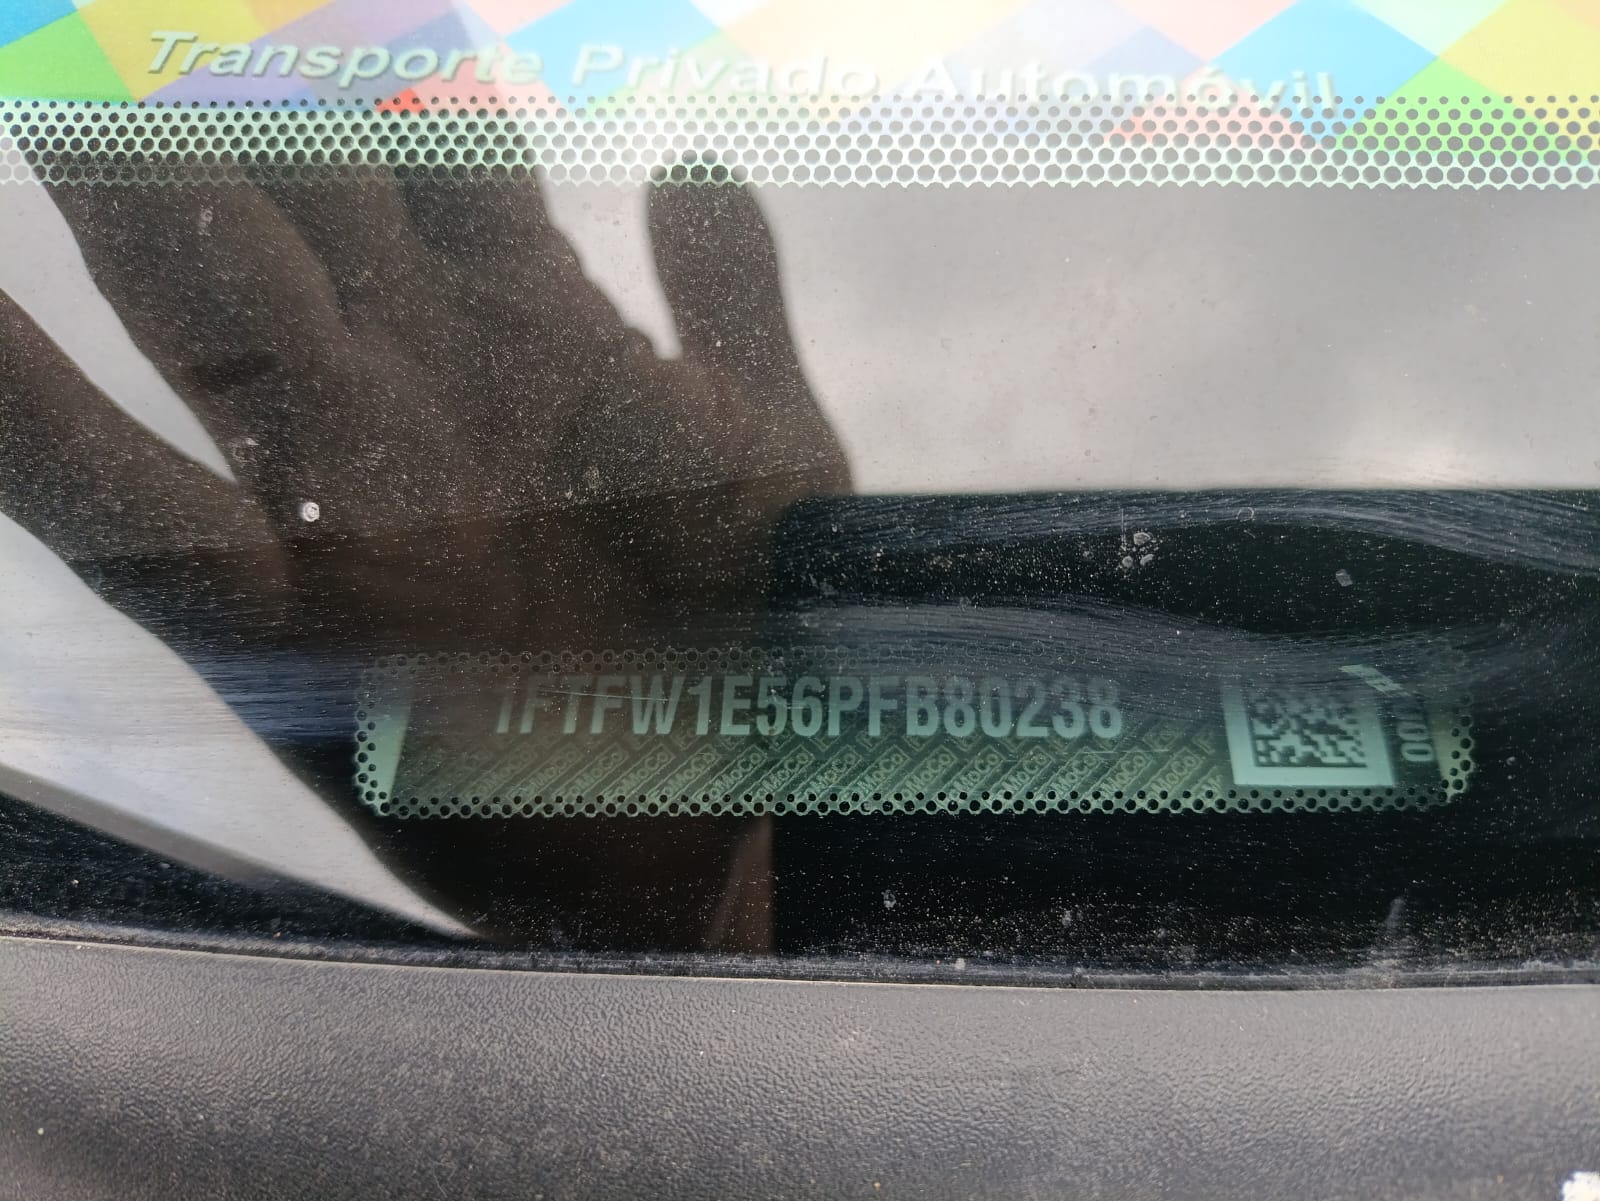 Transporte Privado Automóvil
1FTFW1E56PFB80238